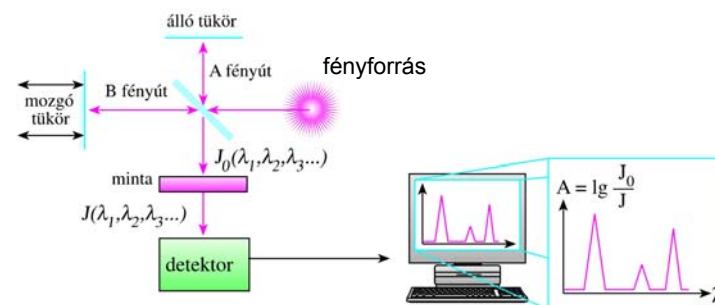 álló tükör
A fényút
fényforrás
B fényút
mozgó
tükör
J₀(λ₁,λ₂,λ₃...)
minta
J(λ₁,λ₂,λ₃...)
detektor
A = lg J₀/J